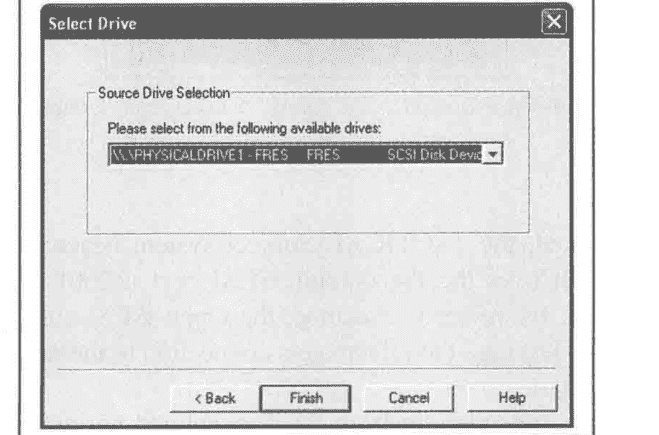 Select Drive
Source Drive Selection
Please select from the following available drives:
\\.\PHYSICALDRIVE1 - FRES FRES SCSI Disk Devic
< Back Finish Cancel Help